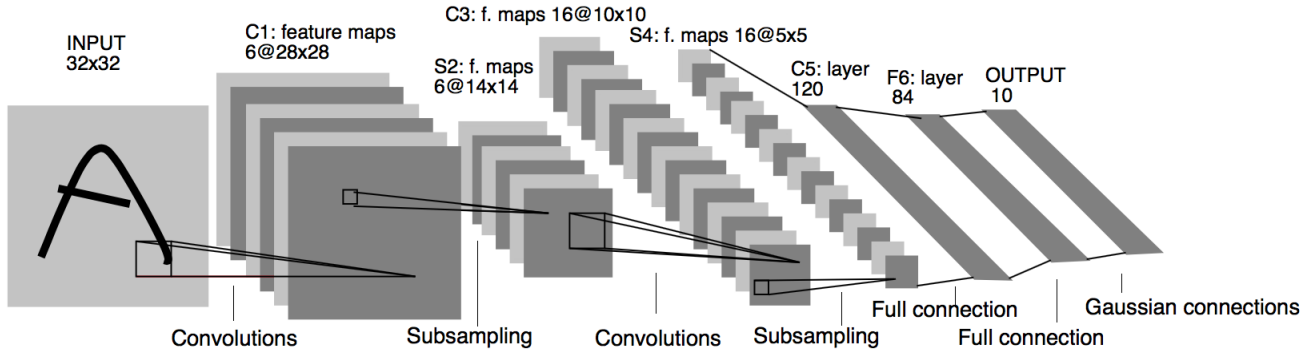 INPUT
32x32
C1: feature maps
6@28x28
S2: f. maps
6@14x14
C3: f. maps 16@10x10
S4: f. maps 16@5x5
C5: layer
120
F6: layer
84
OUTPUT
10
Convolutions
Subsampling
Convolutions
Subsampling
Full connection
Full connection
Gaussian connections